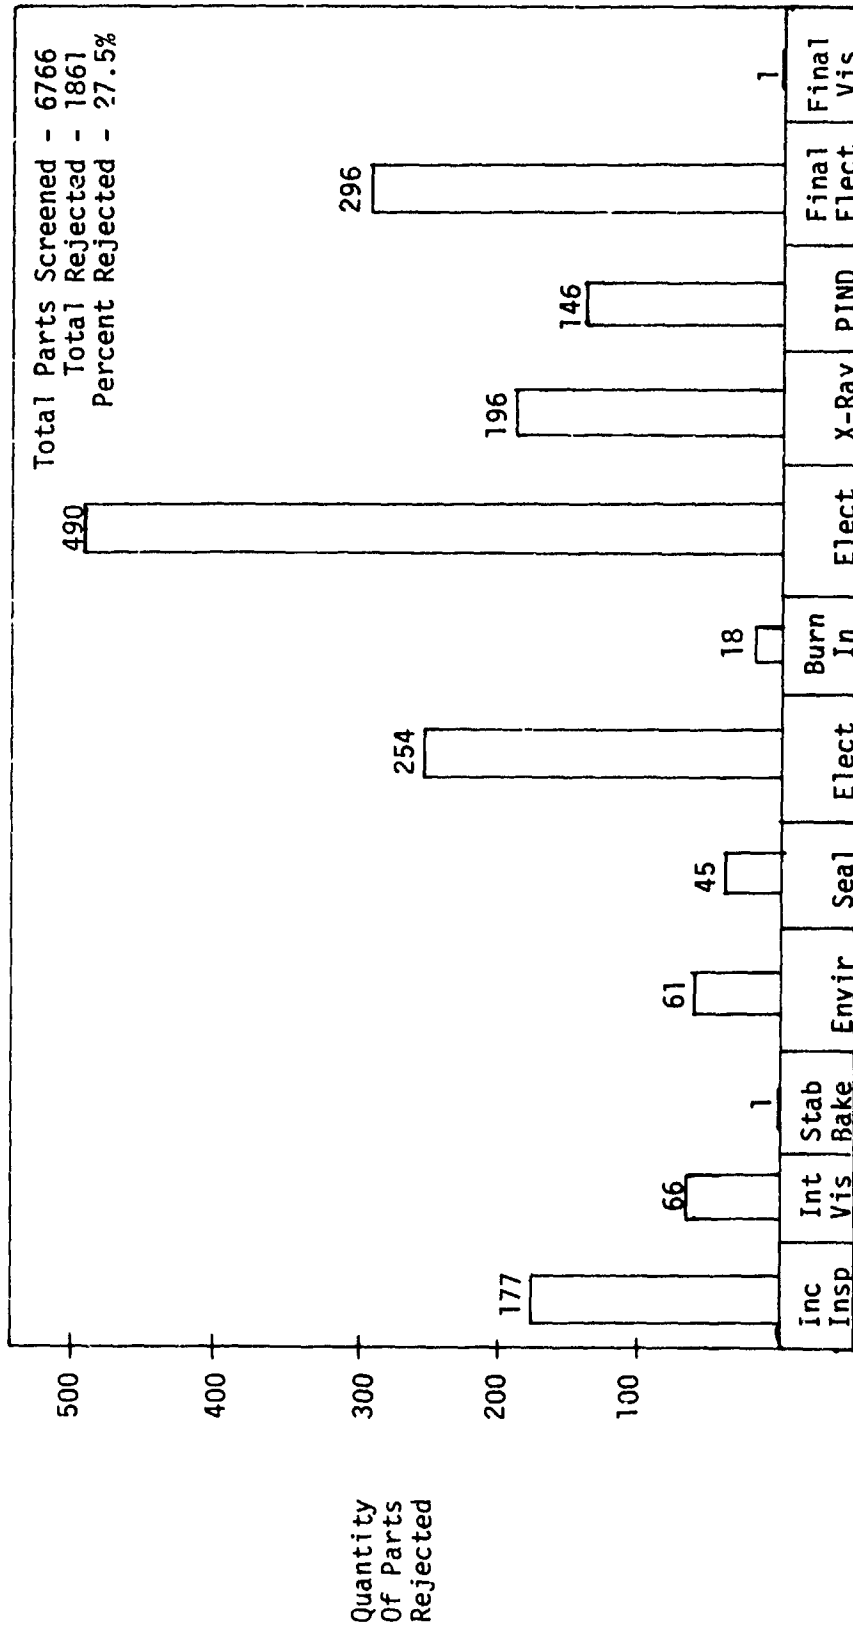 Total Parts Screened - 6766
Total Rejected - 1861
Percent Rejected - 27.5%
Quantity
Of Parts
Rejected
500
400
300
200
100
177
66
1
61
45
254
18
490
196
146
296
1
Inc
Insp
Int
Vis
Stab
Bake
Envir
Seal
Elect
Burn
In
Elect
X-Ray
PIND
Final
Elect
Final
Vis